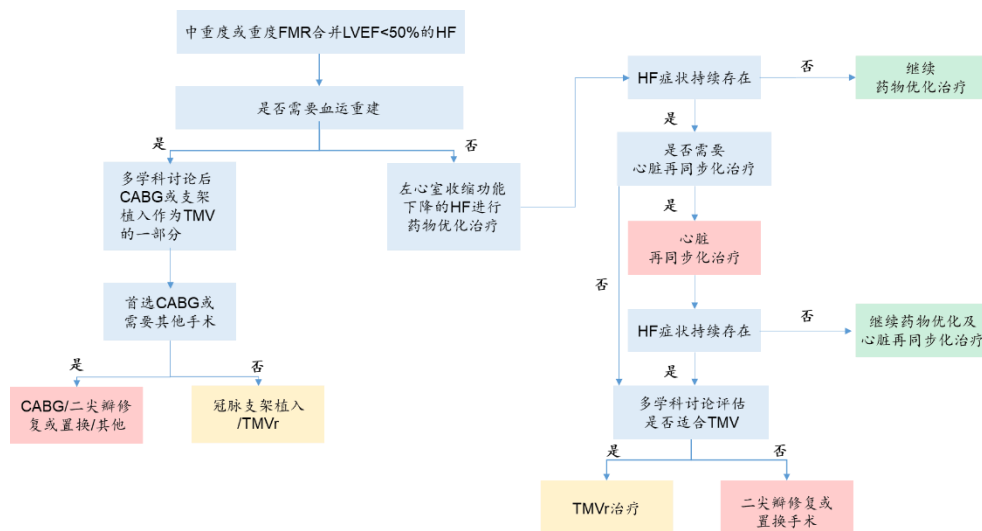 中重度或重度FMR合并LVEF<50%的HF
是否需要血运重建
是
否
多学科讨论后
CABG或支架
植入作为TMV
的一部分
左心室收缩功能
下降的HF进行
药物优化治疗
首选CABG或
需要其他手术
是
否
CABG/二尖瓣修
复或置换/其他
冠脉支架植入
/TMVr
HF症状持续存在
否
继续
药物优化治疗
是
是否需要
心脏再同步化治疗
是
否
心脏
再同步化治疗
HF症状持续存在
否
继续药物优化及
心脏再同步化治疗
是
多学科讨论评估
是否适合TMV
是
否
TMVr治疗
二尖瓣修复或
置换手术